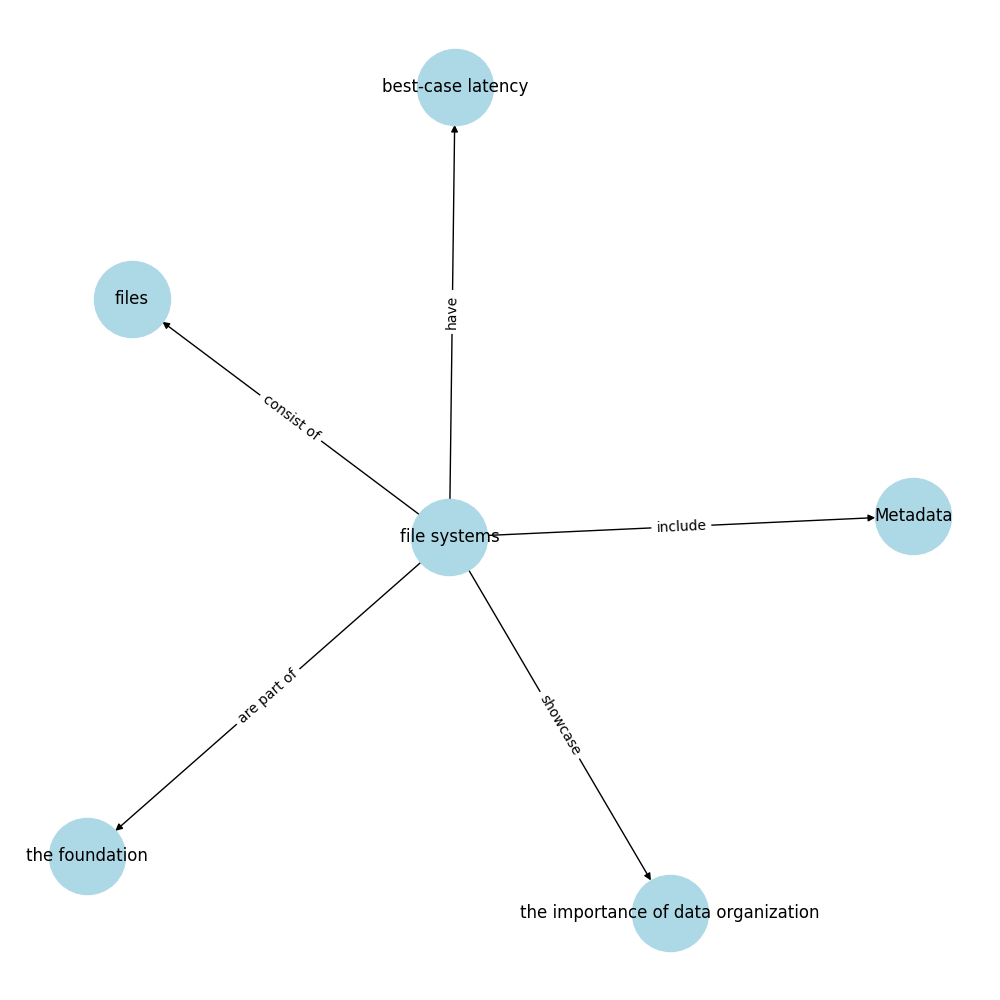 best-case latency
files
have
consist of
Metadata
include
file systems
are part of
showcase
the foundation
the importance of data organization